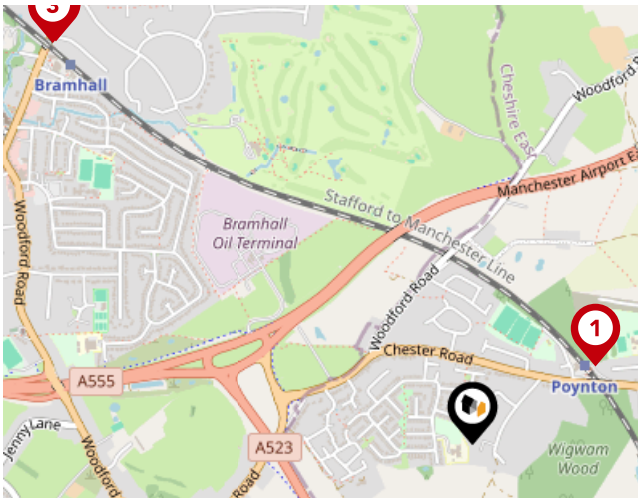 3
Bramhall
Woodford R
Cheshire East
Manchester Airport E
Stafford to Manchester Line
Bramhall
Oil Terminal
Woodford Road
Woodford Road
1
Chester Road
A555
Poynton
Jenny Lane
Woodford
A523
Road
Wigwam
Wood